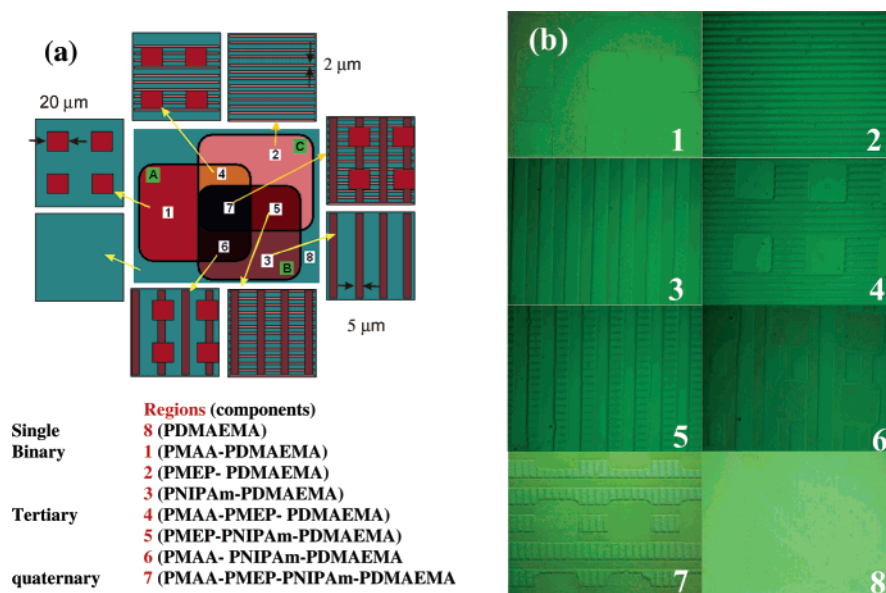 (a)
2 µm
20 µm
A
C
4
2
1
7
5
6
3
8
B
5 µm
Regions (components)
Single 8 (PDMAEMA)
Binary 1 (PMAA-PDMAEMA)
2 (PMEP- PDMAEMA)
3 (PNIPAm-PDMAEMA)
Tertiary 4 (PMAA-PMEP- PDMAEMA)
5 (PMEP-PNIPAm-PDMAEMA)
6 (PMAA- PNIPAm-PDMAEMA
quaternary 7 (PMAA-PMEP-PNIPAm-PDMAEMA
(b)
1
2
3
4
5
6
7
8